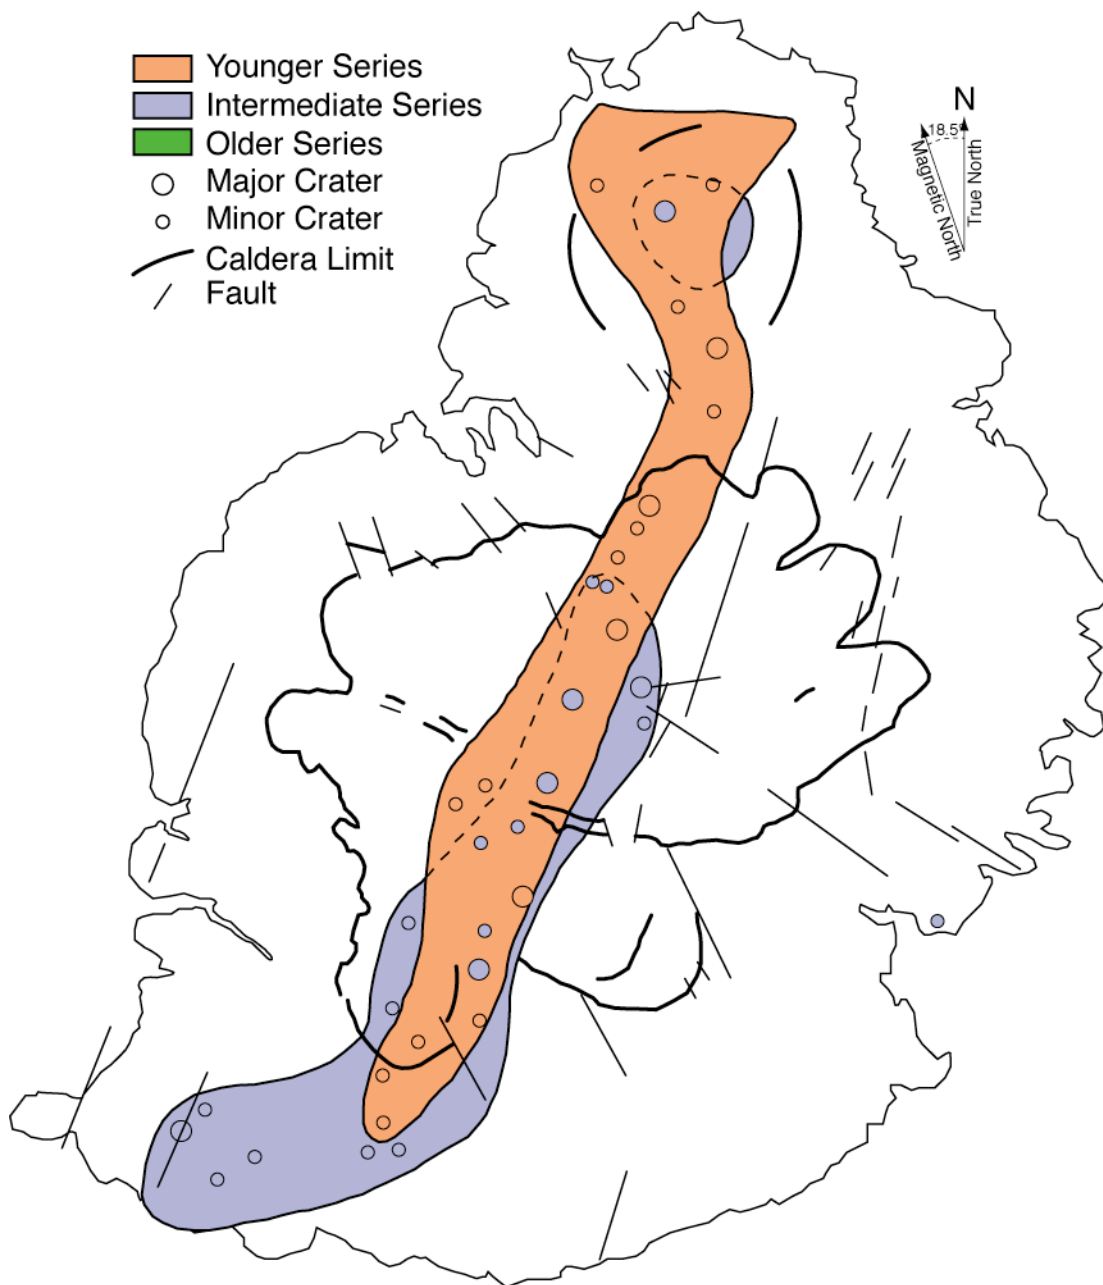 Younger Series
Intermediate Series
Older Series
Major Crater
Minor Crater
Caldera Limit
Fault
N
18.5°
Magnetic North
True North